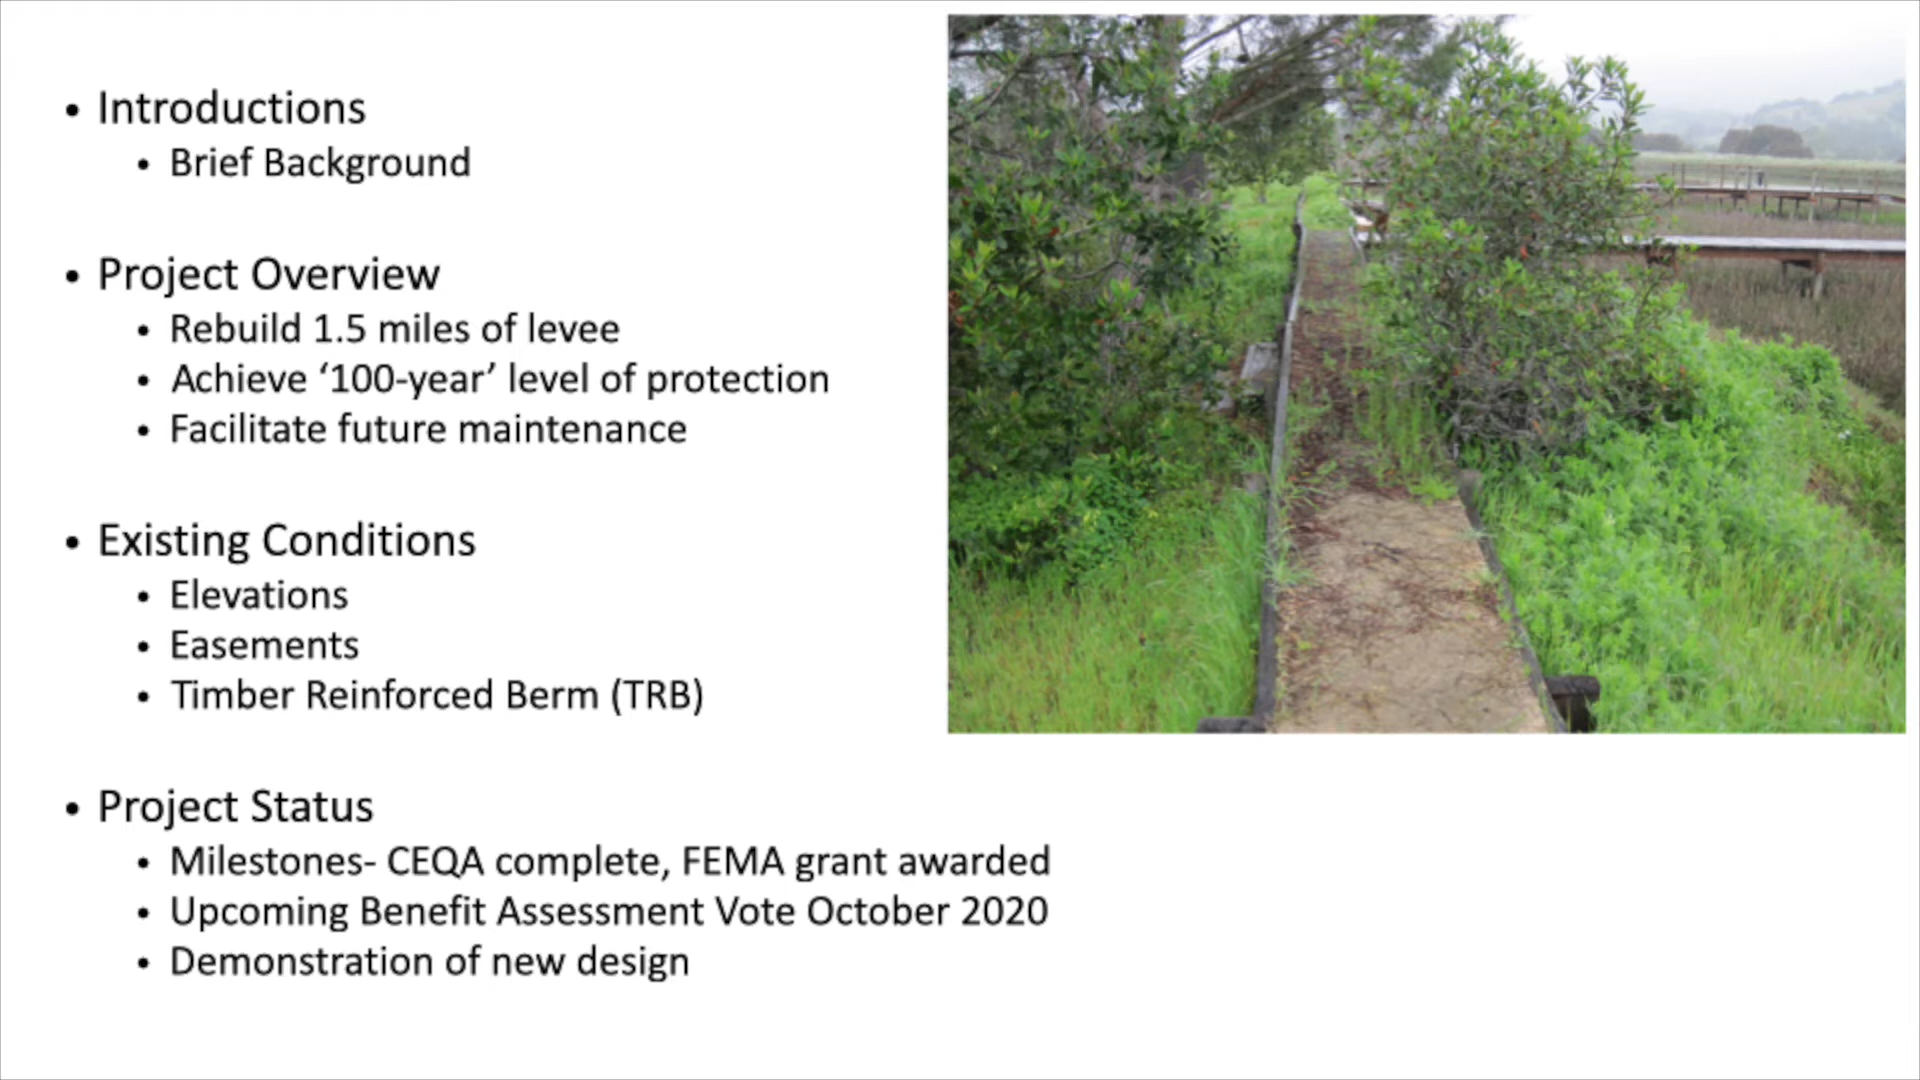 • Introductions
• Brief Background
• Project Overview
• Rebuild 1.5 miles of levee
• Achieve ‘100-year’ level of protection
• Facilitate future maintenance
• Existing Conditions
• Elevations
• Easements
• Timber Reinforced Berm (TRB)
• Project Status
• Milestones- CEQA complete, FEMA grant awarded
• Upcoming Benefit Assessment Vote October 2020
• Demonstration of new design